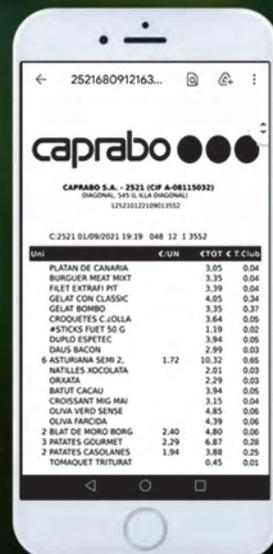 2521680912163...
caprabo
CAPRABO S.A. - 2521 (CIF A-08115032)
DIAGONAL, 545 (L ILLA DIAGONAL)
125210122109013552
C:2521 01/09/2021 19:19 048 12 1 3552
Uni €/UN €TOT € T.Club
PLATAN DE CANARIA 3,05 0.04
BURGUER MEAT MIXT 3,35 0.04
FILET EXTRAFI PIT 3,39 0.04
GELAT CON CLASSIC 4,05 0.34
GELAT BOMBO 3,35 0.37
CROQUETES C.OLLA 3,64 0.05
#STICKS FUET 50 G 1,19 0.02
DUPLO ESPETEC 3,94 0.05
DAUS BACON 2,99 0.03
6 ASTURIANA SEMI 2, 1,72 10,32 0.65
NATILLES XOCOLATA 2,01 0.03
ORXATA 2,29 0.03
BATUT CACAU 3,94 0.05
CROISSANT MIG MAI 3,15 0.04
OLIVA VERD SENSE 4,85 0.06
OLIVA FARCIDA 4,39 0.06
2 BLAT DE MORO BORG 2,40 4,80 0.06
3 PATATES GOURMET 2,29 6,87 0.28
2 PATATES CASOLANES 1,94 3,88 0.25
TOMAQUET TRITURAT 0,45 0.01